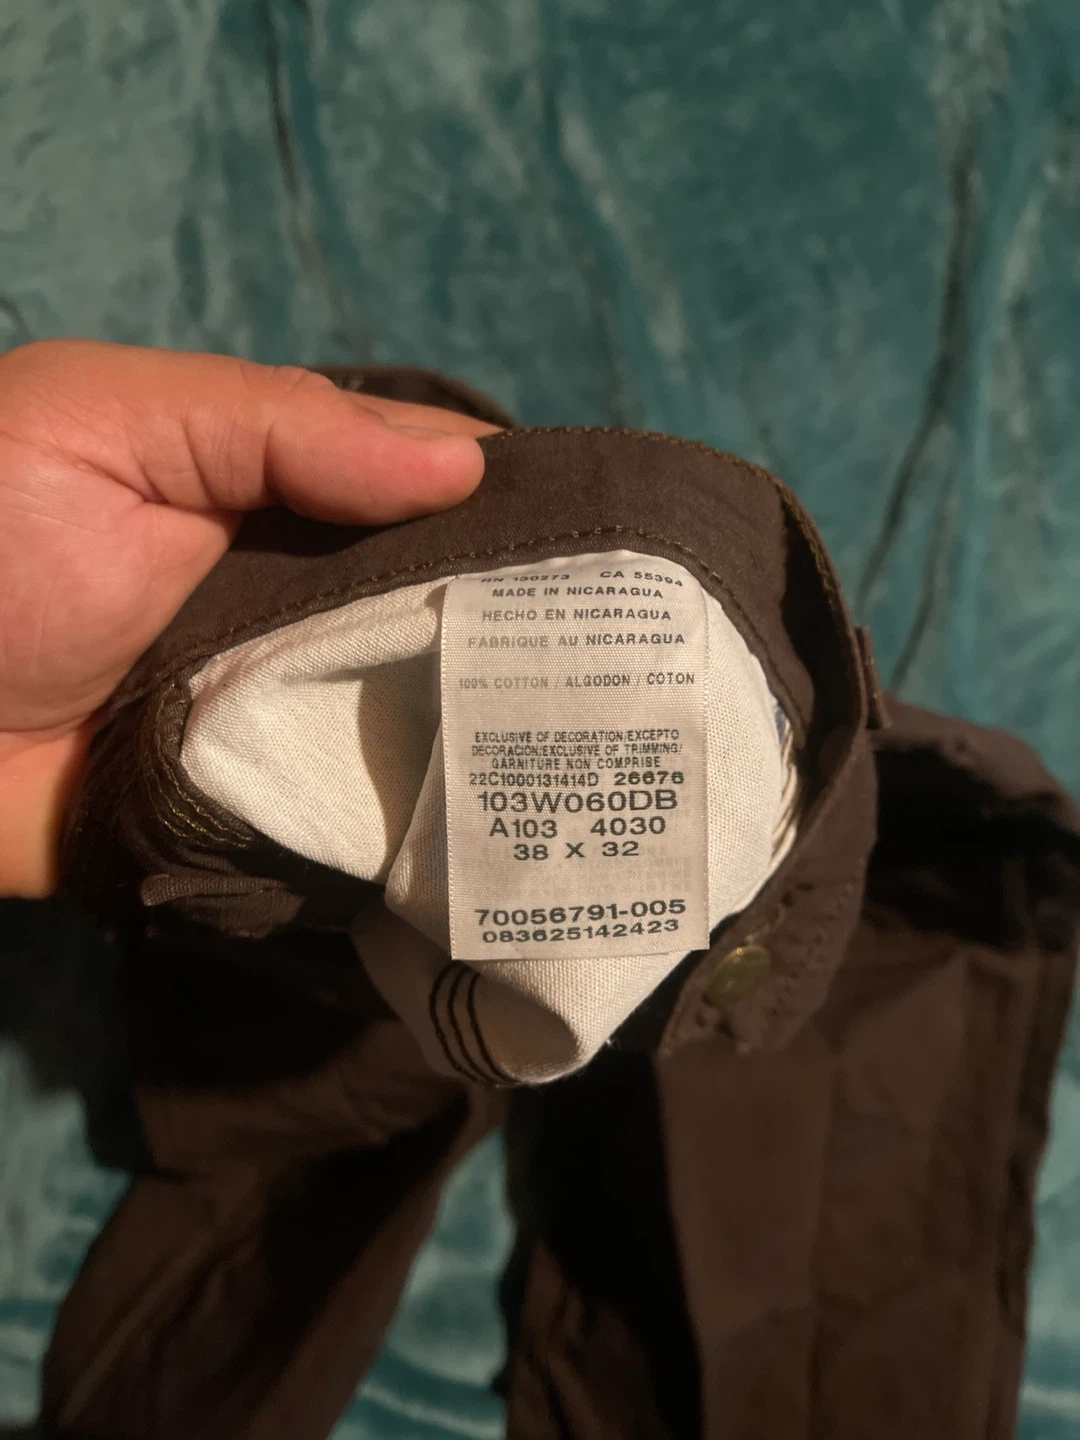 RN 130273 CA 55394
MADE IN NICARAGUA
HECHO EN NICARAGUA
FABRIQUE AU NICARAGUA
100% COTTON / ALGODON / COTON
EXCLUSIVE OF DECORATION/EXCEPTO
DECORACION/EXCLUSIVE OF TRIMMING/
GARNITURE NON COMPRISE
22C1000131414D 26676
103W060DB
A103 4030
38 X 32
70056791-005
083625142423